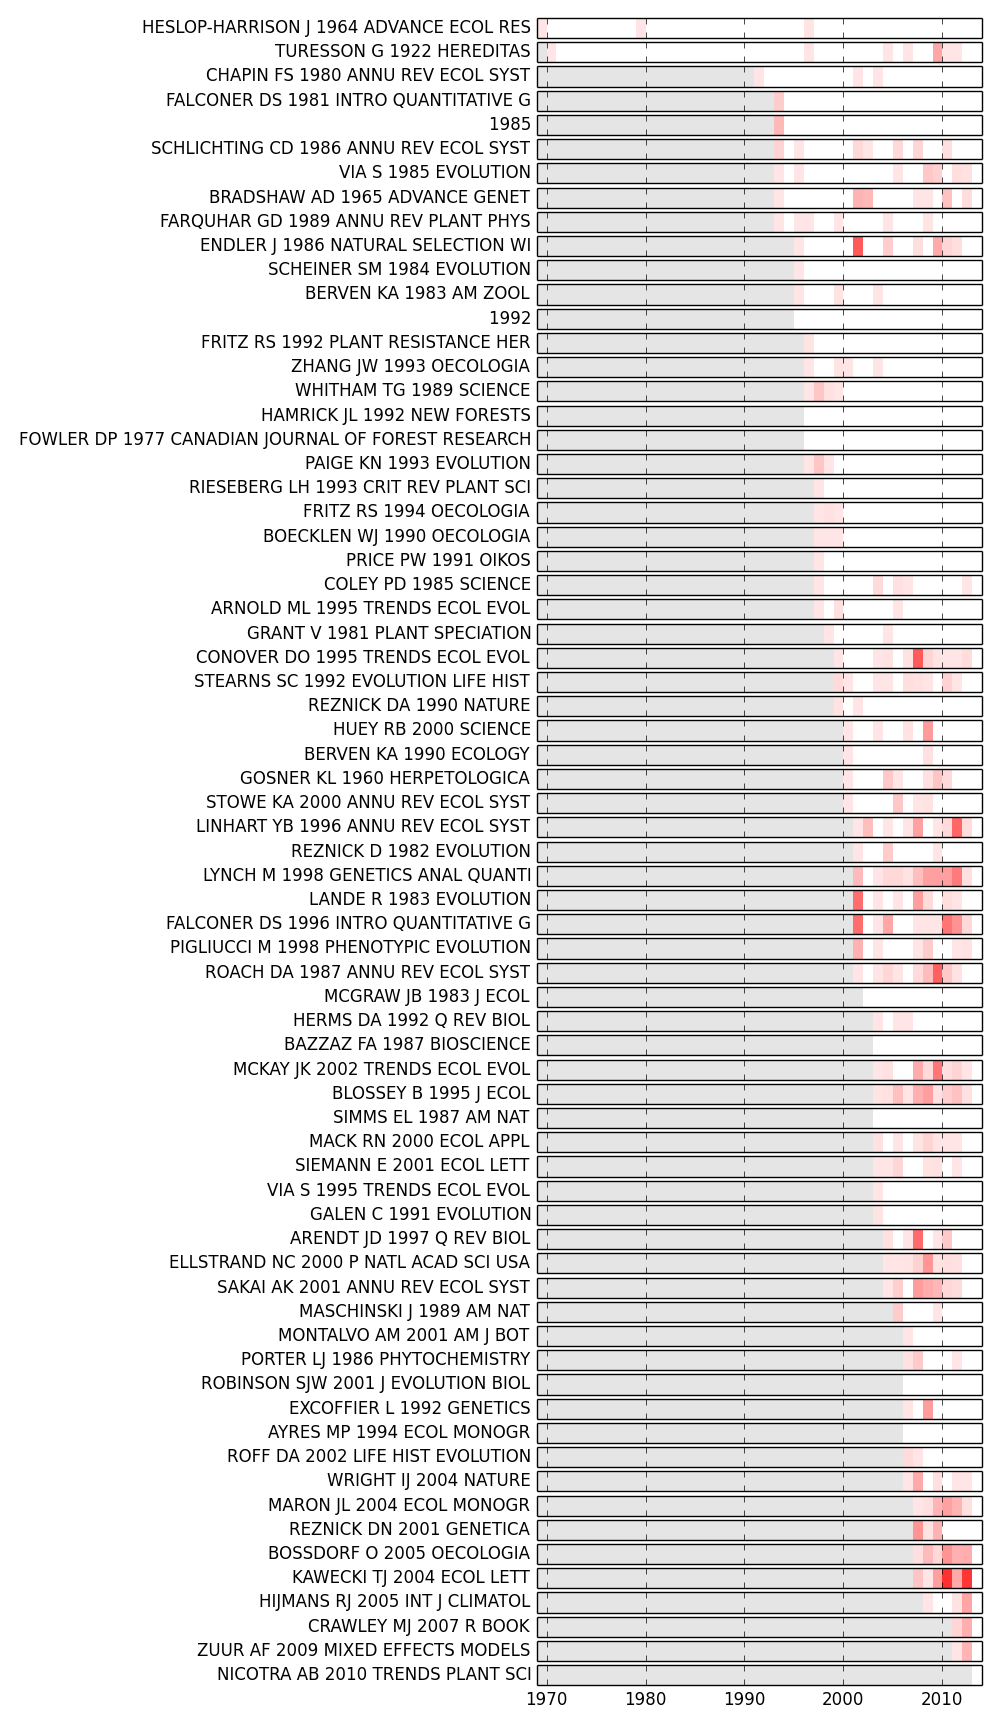 HESLOP-HARRISON J 1964 ADVANCE ECOL RES
TURESSON G 1922 HEREDITAS
CHAPIN FS 1980 ANNU REV ECOL SYST
FALCONER DS 1981 INTRO QUANTITATIVE G
1985
SCHLICHTING CD 1986 ANNU REV ECOL SYST
VIA S 1985 EVOLUTION
BRADSHAW AD 1965 ADVANCE GENET
FARQUHAR GD 1989 ANNU REV PLANT PHYS
ENDLER J 1986 NATURAL SELECTION WI
SCHEINER SM 1984 EVOLUTION
BERVEN KA 1983 AM ZOOL
1992
FRITZ RS 1992 PLANT RESISTANCE HER
ZHANG JW 1993 OECOLOGIA
WHITHAM TG 1989 SCIENCE
HAMRICK JL 1992 NEW FORESTS
FOWLER DP 1977 CANADIAN JOURNAL OF FOREST RESEARCH
PAIGE KN 1993 EVOLUTION
RIESEBERG LH 1993 CRIT REV PLANT SCI
FRITZ RS 1994 OECOLOGIA
BOECKLEN WJ 1990 OECOLOGIA
PRICE PW 1991 OIKOS
COLEY PD 1985 SCIENCE
ARNOLD ML 1995 TRENDS ECOL EVOL
GRANT V 1981 PLANT SPECIATION
CONOVER DO 1995 TRENDS ECOL EVOL
STEARNS SC 1992 EVOLUTION LIFE HIST
REZNICK DA 1990 NATURE
HUEY RB 2000 SCIENCE
BERVEN KA 1990 ECOLOGY
GOSNER KL 1960 HERPETOLOGICA
STOWE KA 2000 ANNU REV ECOL SYST
LINHART YB 1996 ANNU REV ECOL SYST
REZNICK D 1982 EVOLUTION
LYNCH M 1998 GENETICS ANAL QUANTI
LANDE R 1983 EVOLUTION
FALCONER DS 1996 INTRO QUANTITATIVE G
PIGLIUCCI M 1998 PHENOTYPIC EVOLUTION
ROACH DA 1987 ANNU REV ECOL SYST
MCGRAW JB 1983 J ECOL
HERMS DA 1992 Q REV BIOL
BAZZAZ FA 1987 BIOSCIENCE
MCKAY JK 2002 TRENDS ECOL EVOL
BLOSSEY B 1995 J ECOL
SIMMS EL 1987 AM NAT
MACK RN 2000 ECOL APPL
SIEMANN E 2001 ECOL LETT
VIA S 1995 TRENDS ECOL EVOL
GALEN C 1991 EVOLUTION
ARENDT JD 1997 Q REV BIOL
ELLSTRAND NC 2000 P NATL ACAD SCI USA
SAKAI AK 2001 ANNU REV ECOL SYST
MASCHINSKI J 1989 AM NAT
MONTALVO AM 2001 AM J BOT
PORTER LJ 1986 PHYTOCHEMISTRY
ROBINSON SJW 2001 J EVOLUTION BIOL
EXCOFFIER L 1992 GENETICS
AYRES MP 1994 ECOL MONOGR
ROFF DA 2002 LIFE HIST EVOLUTION
WRIGHT IJ 2004 NATURE
MARON JL 2004 ECOL MONOGR
REZNICK DN 2001 GENETICA
BOSSDORF O 2005 OECOLOGIA
KAWECKI TJ 2004 ECOL LETT
HIJMANS RJ 2005 INT J CLIMATOL
CRAWLEY MJ 2007 R BOOK
ZUUR AF 2009 MIXED EFFECTS MODELS
NICOTRA AB 2010 TRENDS PLANT SCI
1970 1980 1990 2000 2010